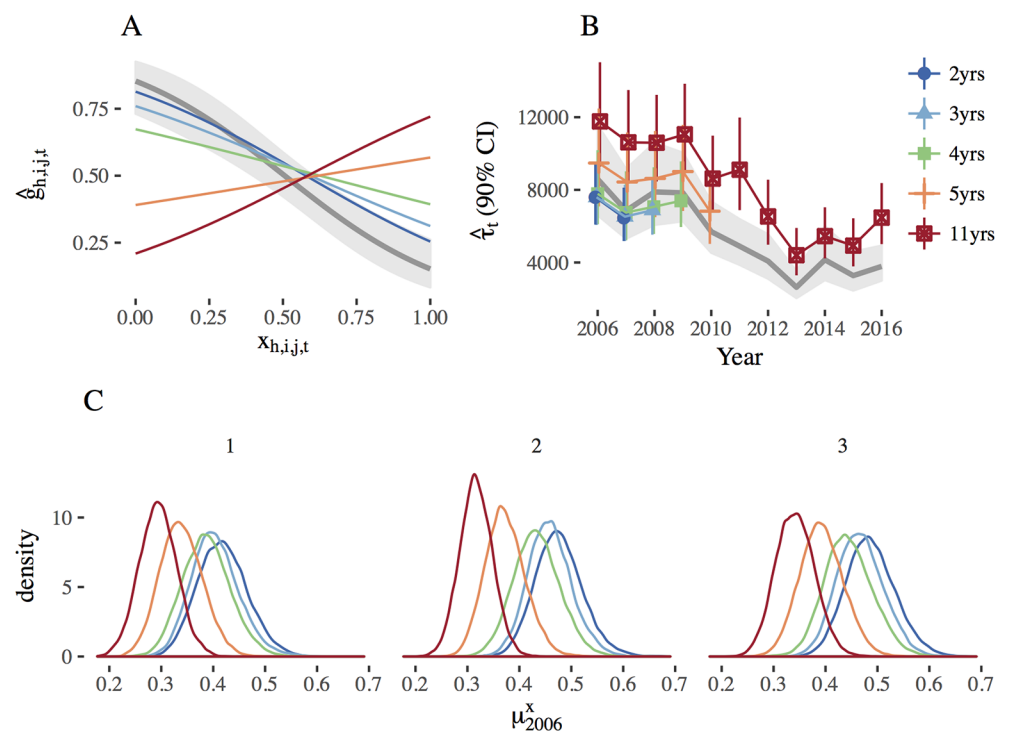 A
ĝh,i,j,t
0.75
0.50
0.25
0.00 0.25 0.50 0.75 1.00
xh,i,j,t
B
τ̂t (90% CI)
12000
8000
4000
2006 2008 2010 2012 2014 2016
Year
2yrs
3yrs
4yrs
5yrs
11yrs
C
1 2 3
density
10
5
0
0.2 0.3 0.4 0.5 0.6 0.7 0.2 0.3 0.4 0.5 0.6 0.7 0.2 0.3 0.4 0.5 0.6 0.7
μx2006